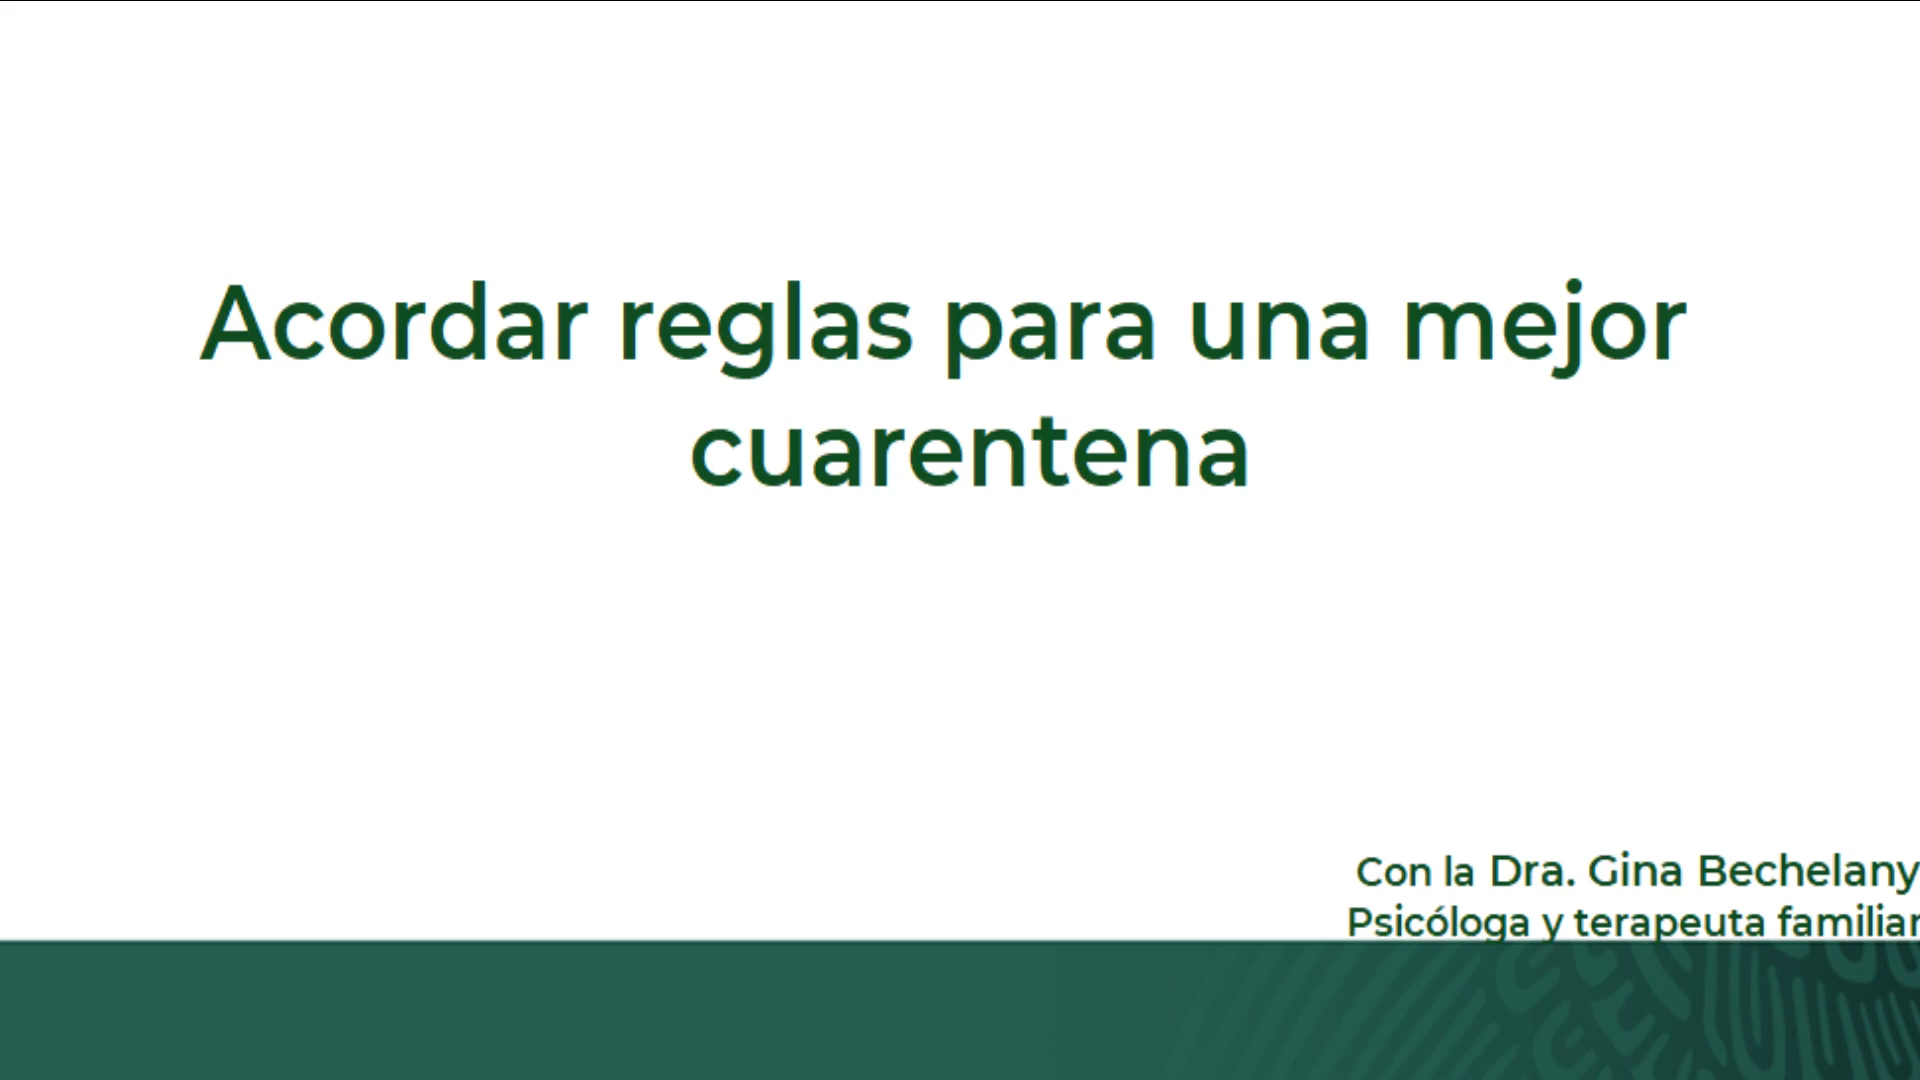 Acordar reglas para una mejor
cuarentena
Con la Dra. Gina Bechelany
Psicóloga y terapeuta familiar